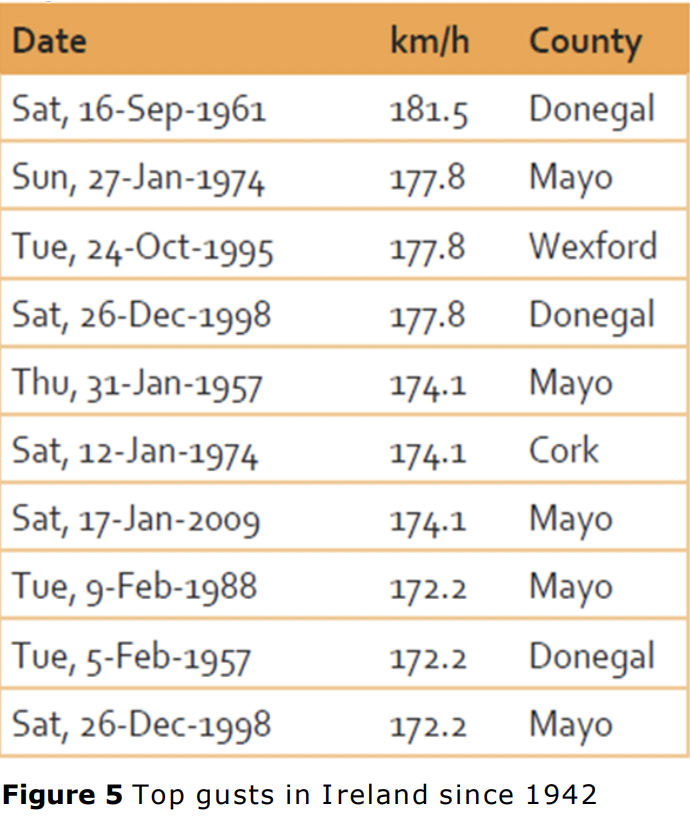 Date km/h County
Sat, 16-Sep-1961 181.5 Donegal
Sun, 27-Jan-1974 177.8 Mayo
Tue, 24-Oct-1995 177.8 Wexford
Sat, 26-Dec-1998 177.8 Donegal
Thu, 31-Jan-1957 174.1 Mayo
Sat, 12-Jan-1974 174.1 Cork
Sat, 17-Jan-2009 174.1 Mayo
Tue, 9-Feb-1988 172.2 Mayo
Tue, 5-Feb-1957 172.2 Donegal
Sat, 26-Dec-1998 172.2 Mayo
Figure 5 Top gusts in Ireland since 1942